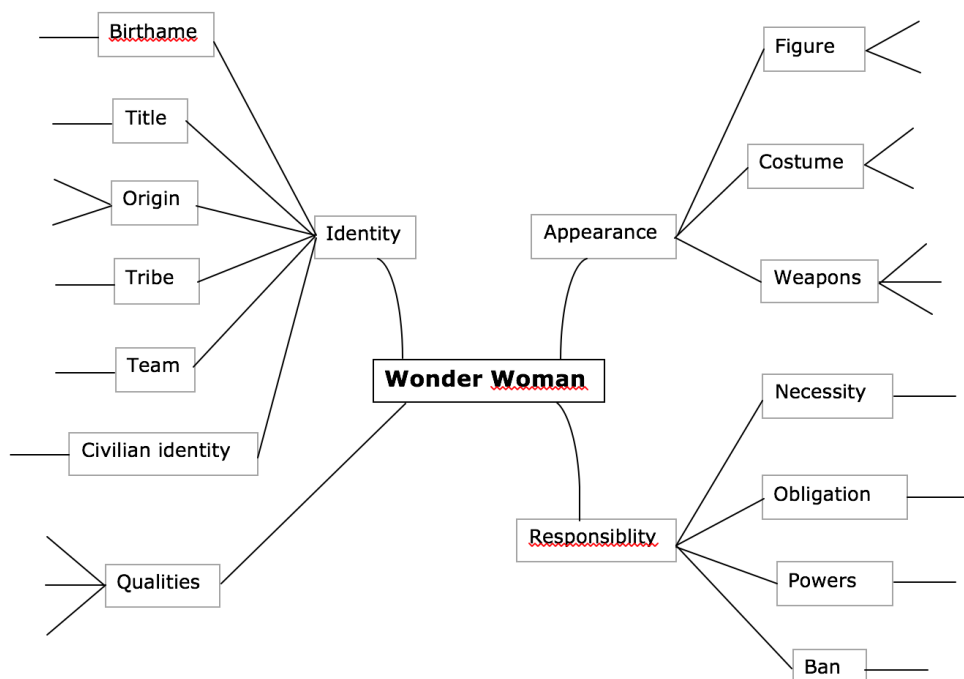 Birthame
Title
Origin
Tribe
Team
Civilian identity
Qualities
Identity
Wonder Woman
Appearance
Figure
Costume
Weapons
Responsiblity
Necessity
Obligation
Powers
Ban